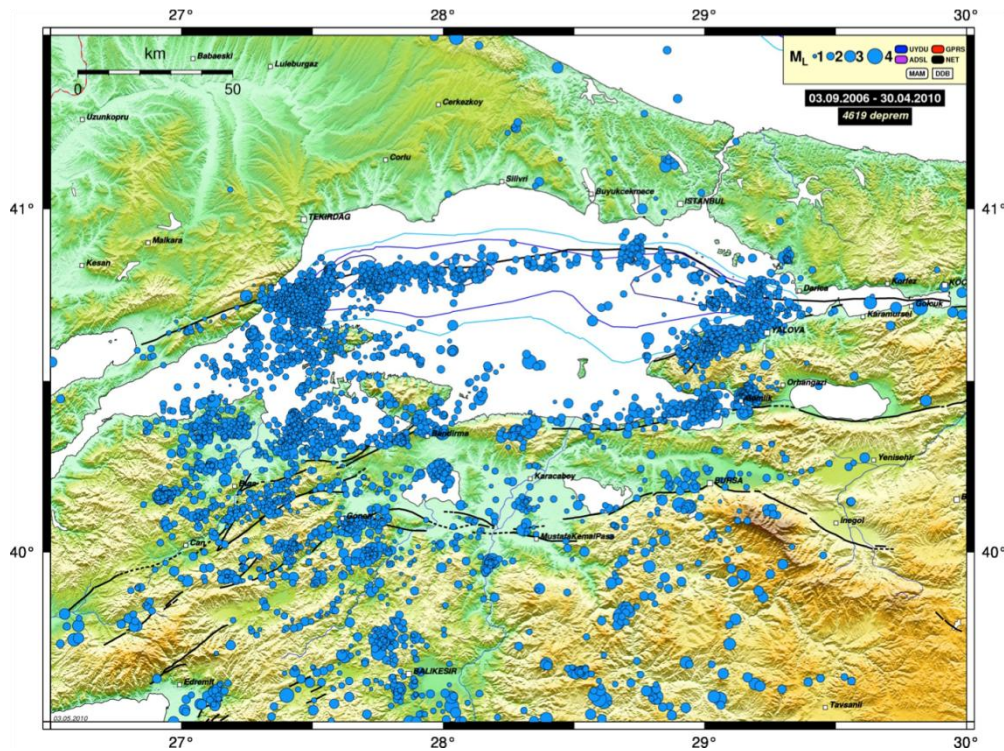 27° 28° 29° 30°
km
0 50
M_L 1 2 3 4
UYDU GPRS
ADSL NET
MAM DDB
03.09.2006 - 30.04.2010
4619 deprem
Babaeski
Luleburgaz
Uzunkopru
Cerkezkoy
Corlu
Silivri
Buyukcekmece
ISTANBUL
41° 41°
TEKIRDAG
Malkara
Kesan
Darica
Korfez
Golcuk
Karamursel
YALOVA
Orhangazi
Bandirma
Yenisehir
Karacabey
BURSA
Biga
Gonen
inegol
MustafaKemalPasa
Can
40° 40°
BALIKESIR
Edremit
Tavsanli
03.05.2010
27° 28° 29° 30°